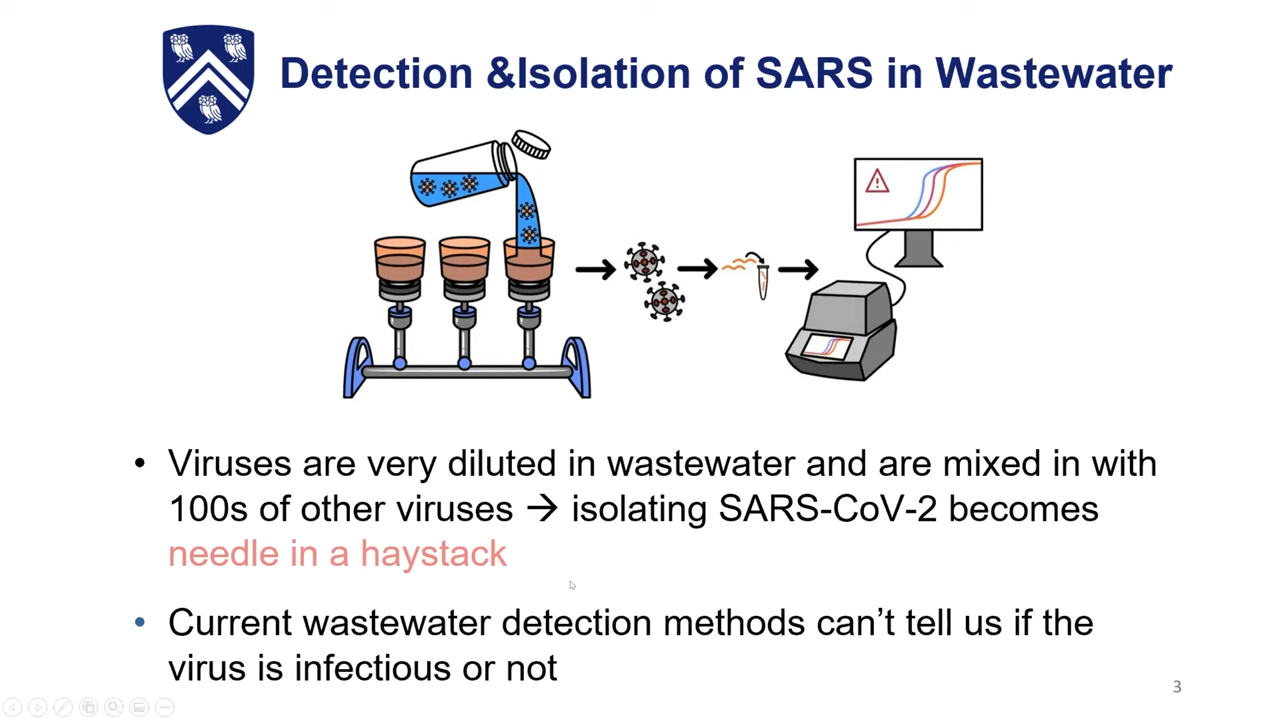 Detection &Isolation of SARS in Wastewater
• Viruses are very diluted in wastewater and are mixed in with
100s of other viruses → isolating SARS-CoV-2 becomes
needle in a haystack
• Current wastewater detection methods can’t tell us if the
virus is infectious or not
3